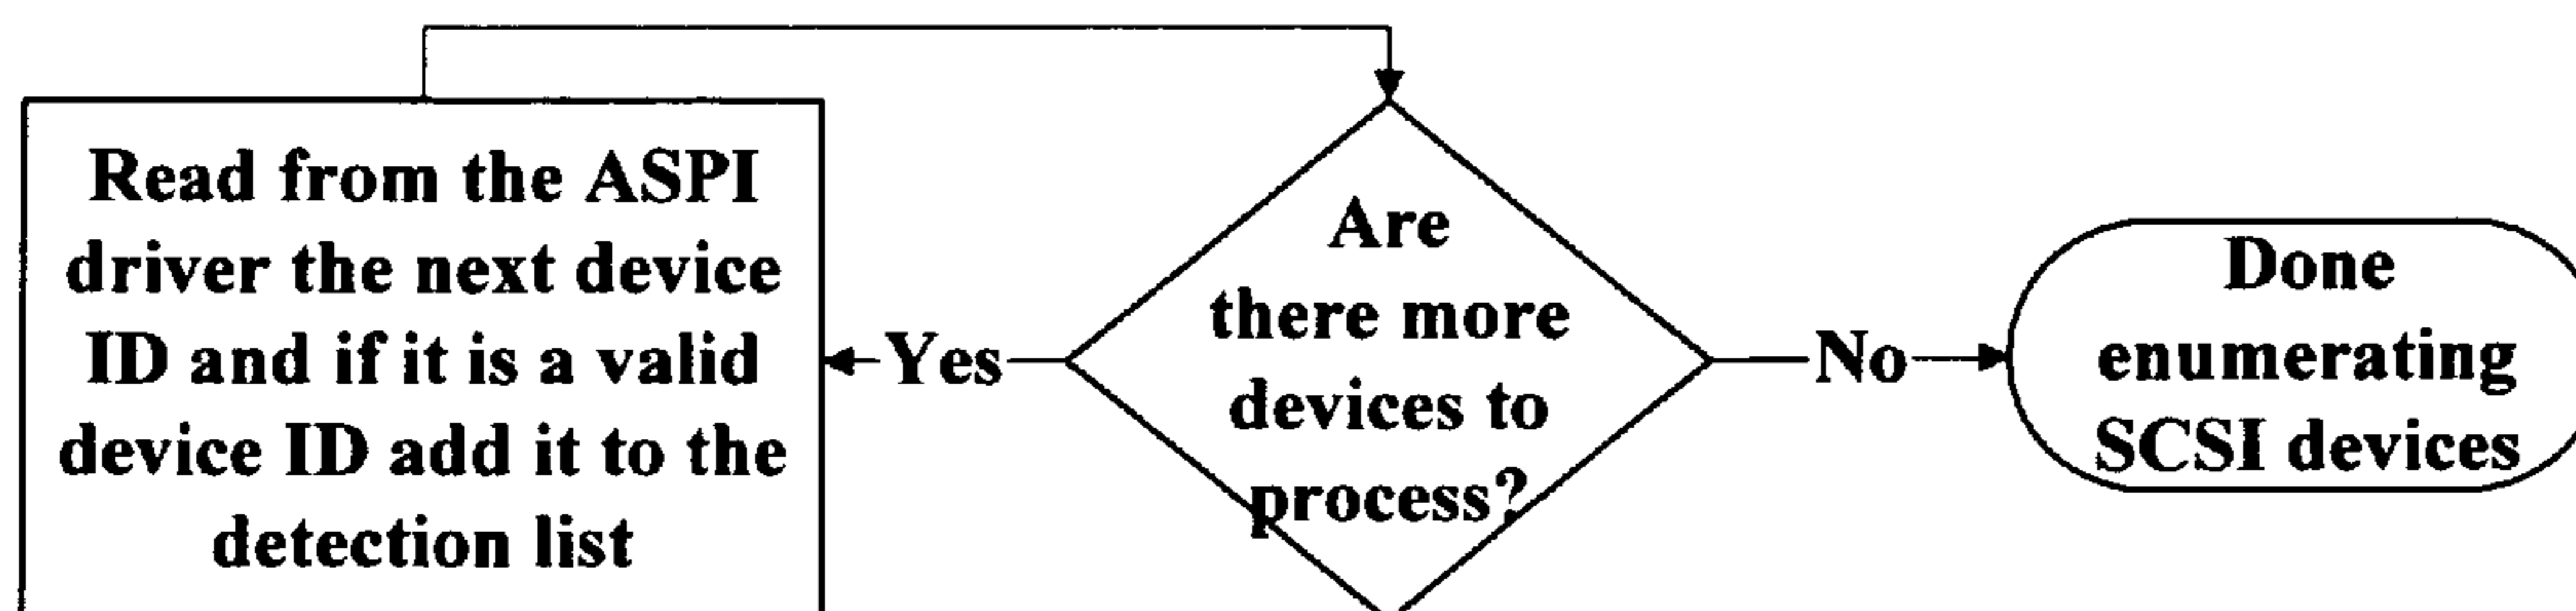 Read from the ASPI
driver the next device
ID and if it is a valid
device ID add it to the
detection list
Yes
Are
there more
devices to
process?
No
Done
enumerating
SCSI devices